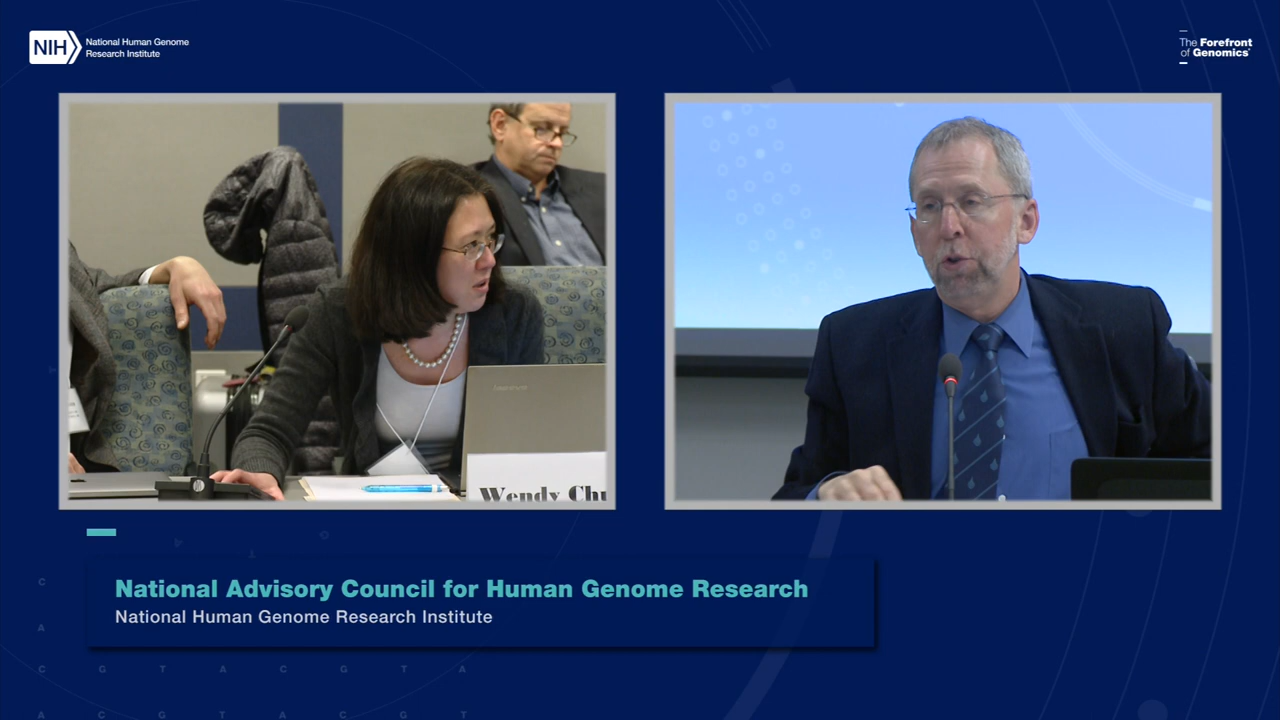 NIH
National Human Genome
Research Institute
The Forefront
of Genomics®
Wendy Chu
National Advisory Council for Human Genome Research
National Human Genome Research Institute
C
A
C G T A C G T A
A C G T A C G T